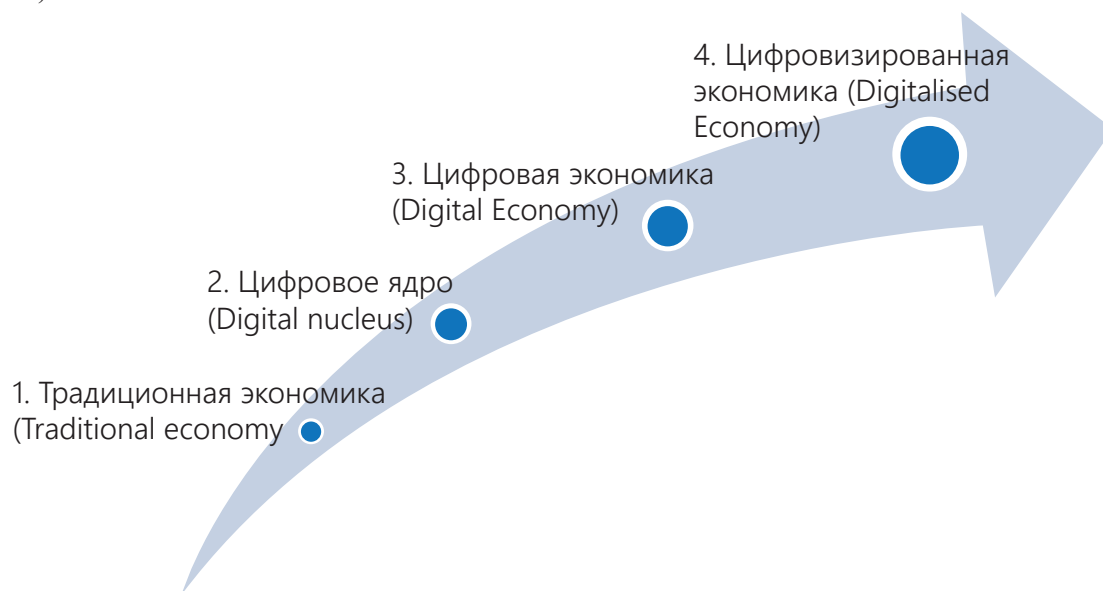 4. Цифровизированная
экономика (Digitalised
Economy)
3. Цифровая экономика
(Digital Economy)
2. Цифровое ядро
(Digital nucleus)
1. Традиционная экономика
(Traditional economy